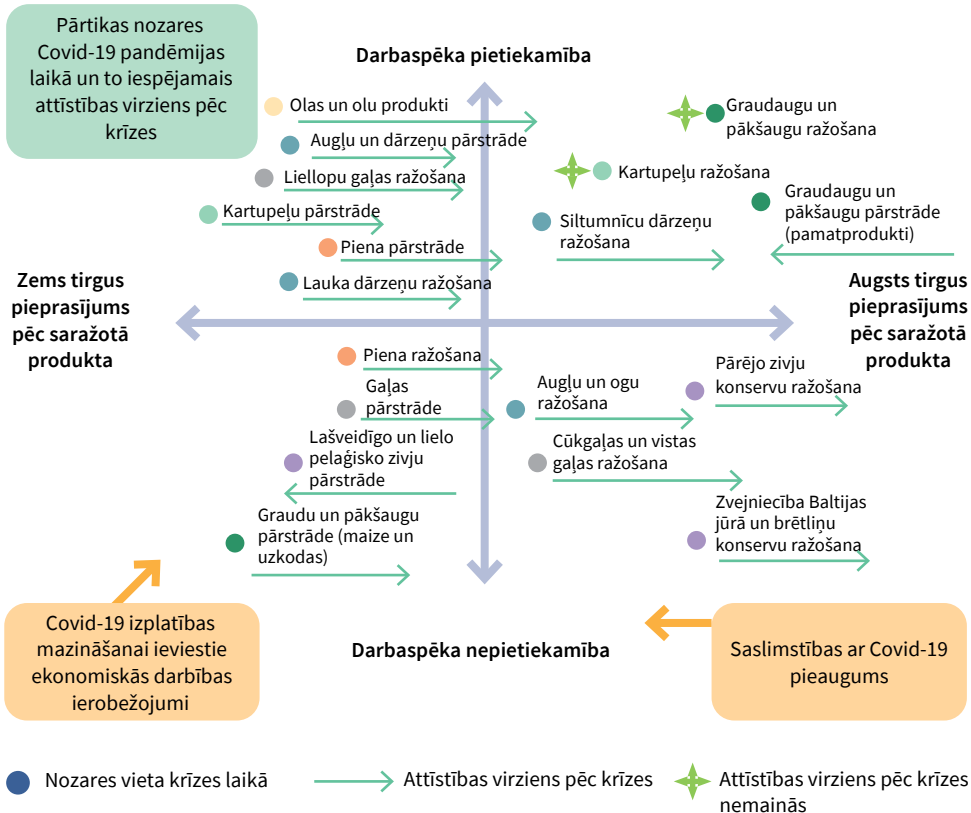 Pārtikas nozares
Covid-19 pandēmijas
laikā un to iespējamais
attīstības virziens pēc
krīzes
Darbaspēka pietiekamība
Olas un olu produkti
Augļu un dārzeņu pārstrāde
Liellopu gaļas ražošana
Kartupeļu pārstrāde
Piena pārstrāde
Lauka dārzeņu ražošana
Graudaugu un
pākšaugu ražošana
Kartupeļu ražošana
Siltumnīcu dārzeņu
ražošana
Graudaugu un
pākšaugu pārstrāde
(pamatprodukti)
Zems tirgus
pieprasījums
pēc saražotā
produkta
Augsts tirgus
pieprasījums
pēc saražotā
produkta
Piena ražošana
Gaļas
pārstrāde
Lašveidīgo un lielo
pelaģisko zivju
pārstrāde
Graudu un pākšaugu
pārstrāde (maize un
uzkodas)
Augļu un ogu
ražošana
Pārējo zivju
konservu ražošana
Cūkgaļas un vistas
gaļas ražošana
Zvejniecība Baltijas
jūrā un brētliņu
konservu ražošana
Covid-19 izplatības
mazināšanai ieviestie
ekonomiskās darbības
ierobežojumi
Darbaspēka nepietiekamība
Saslimstības ar Covid-19
pieaugums
Nozares vieta krīzes laikā
Attīstības virziens pēc krīzes
Attīstības virziens pēc krīzes
nemainās